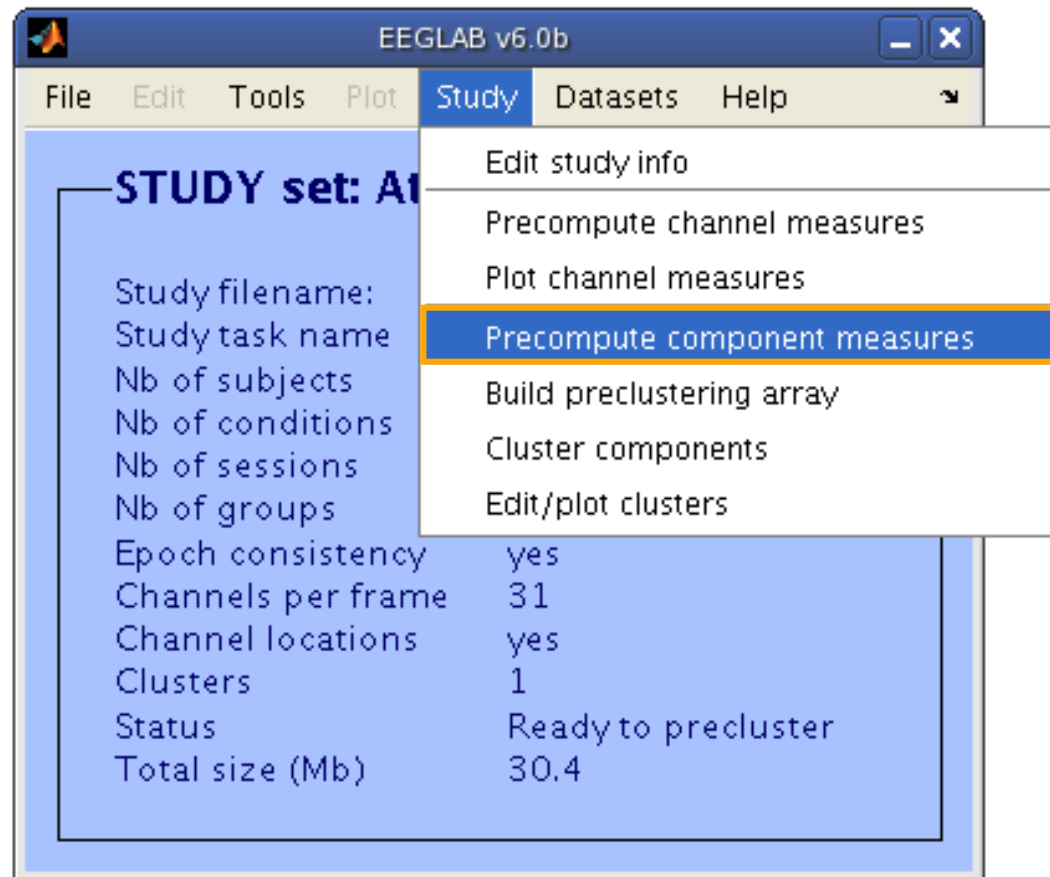 EEGLAB v6.0b
File Edit Tools Plot Study Datasets Help
Edit study info
Precompute channel measures
Plot channel measures
Precompute component measures
Build preclustering array
Cluster components
Edit/plot clusters
STUDY set: At
Study filename:
Study task name
Nb of subjects
Nb of conditions
Nb of sessions
Nb of groups
Epoch consistency yes
Channels per frame 31
Channel locations yes
Clusters 1
Status Ready to precluster
Total size (Mb) 30.4